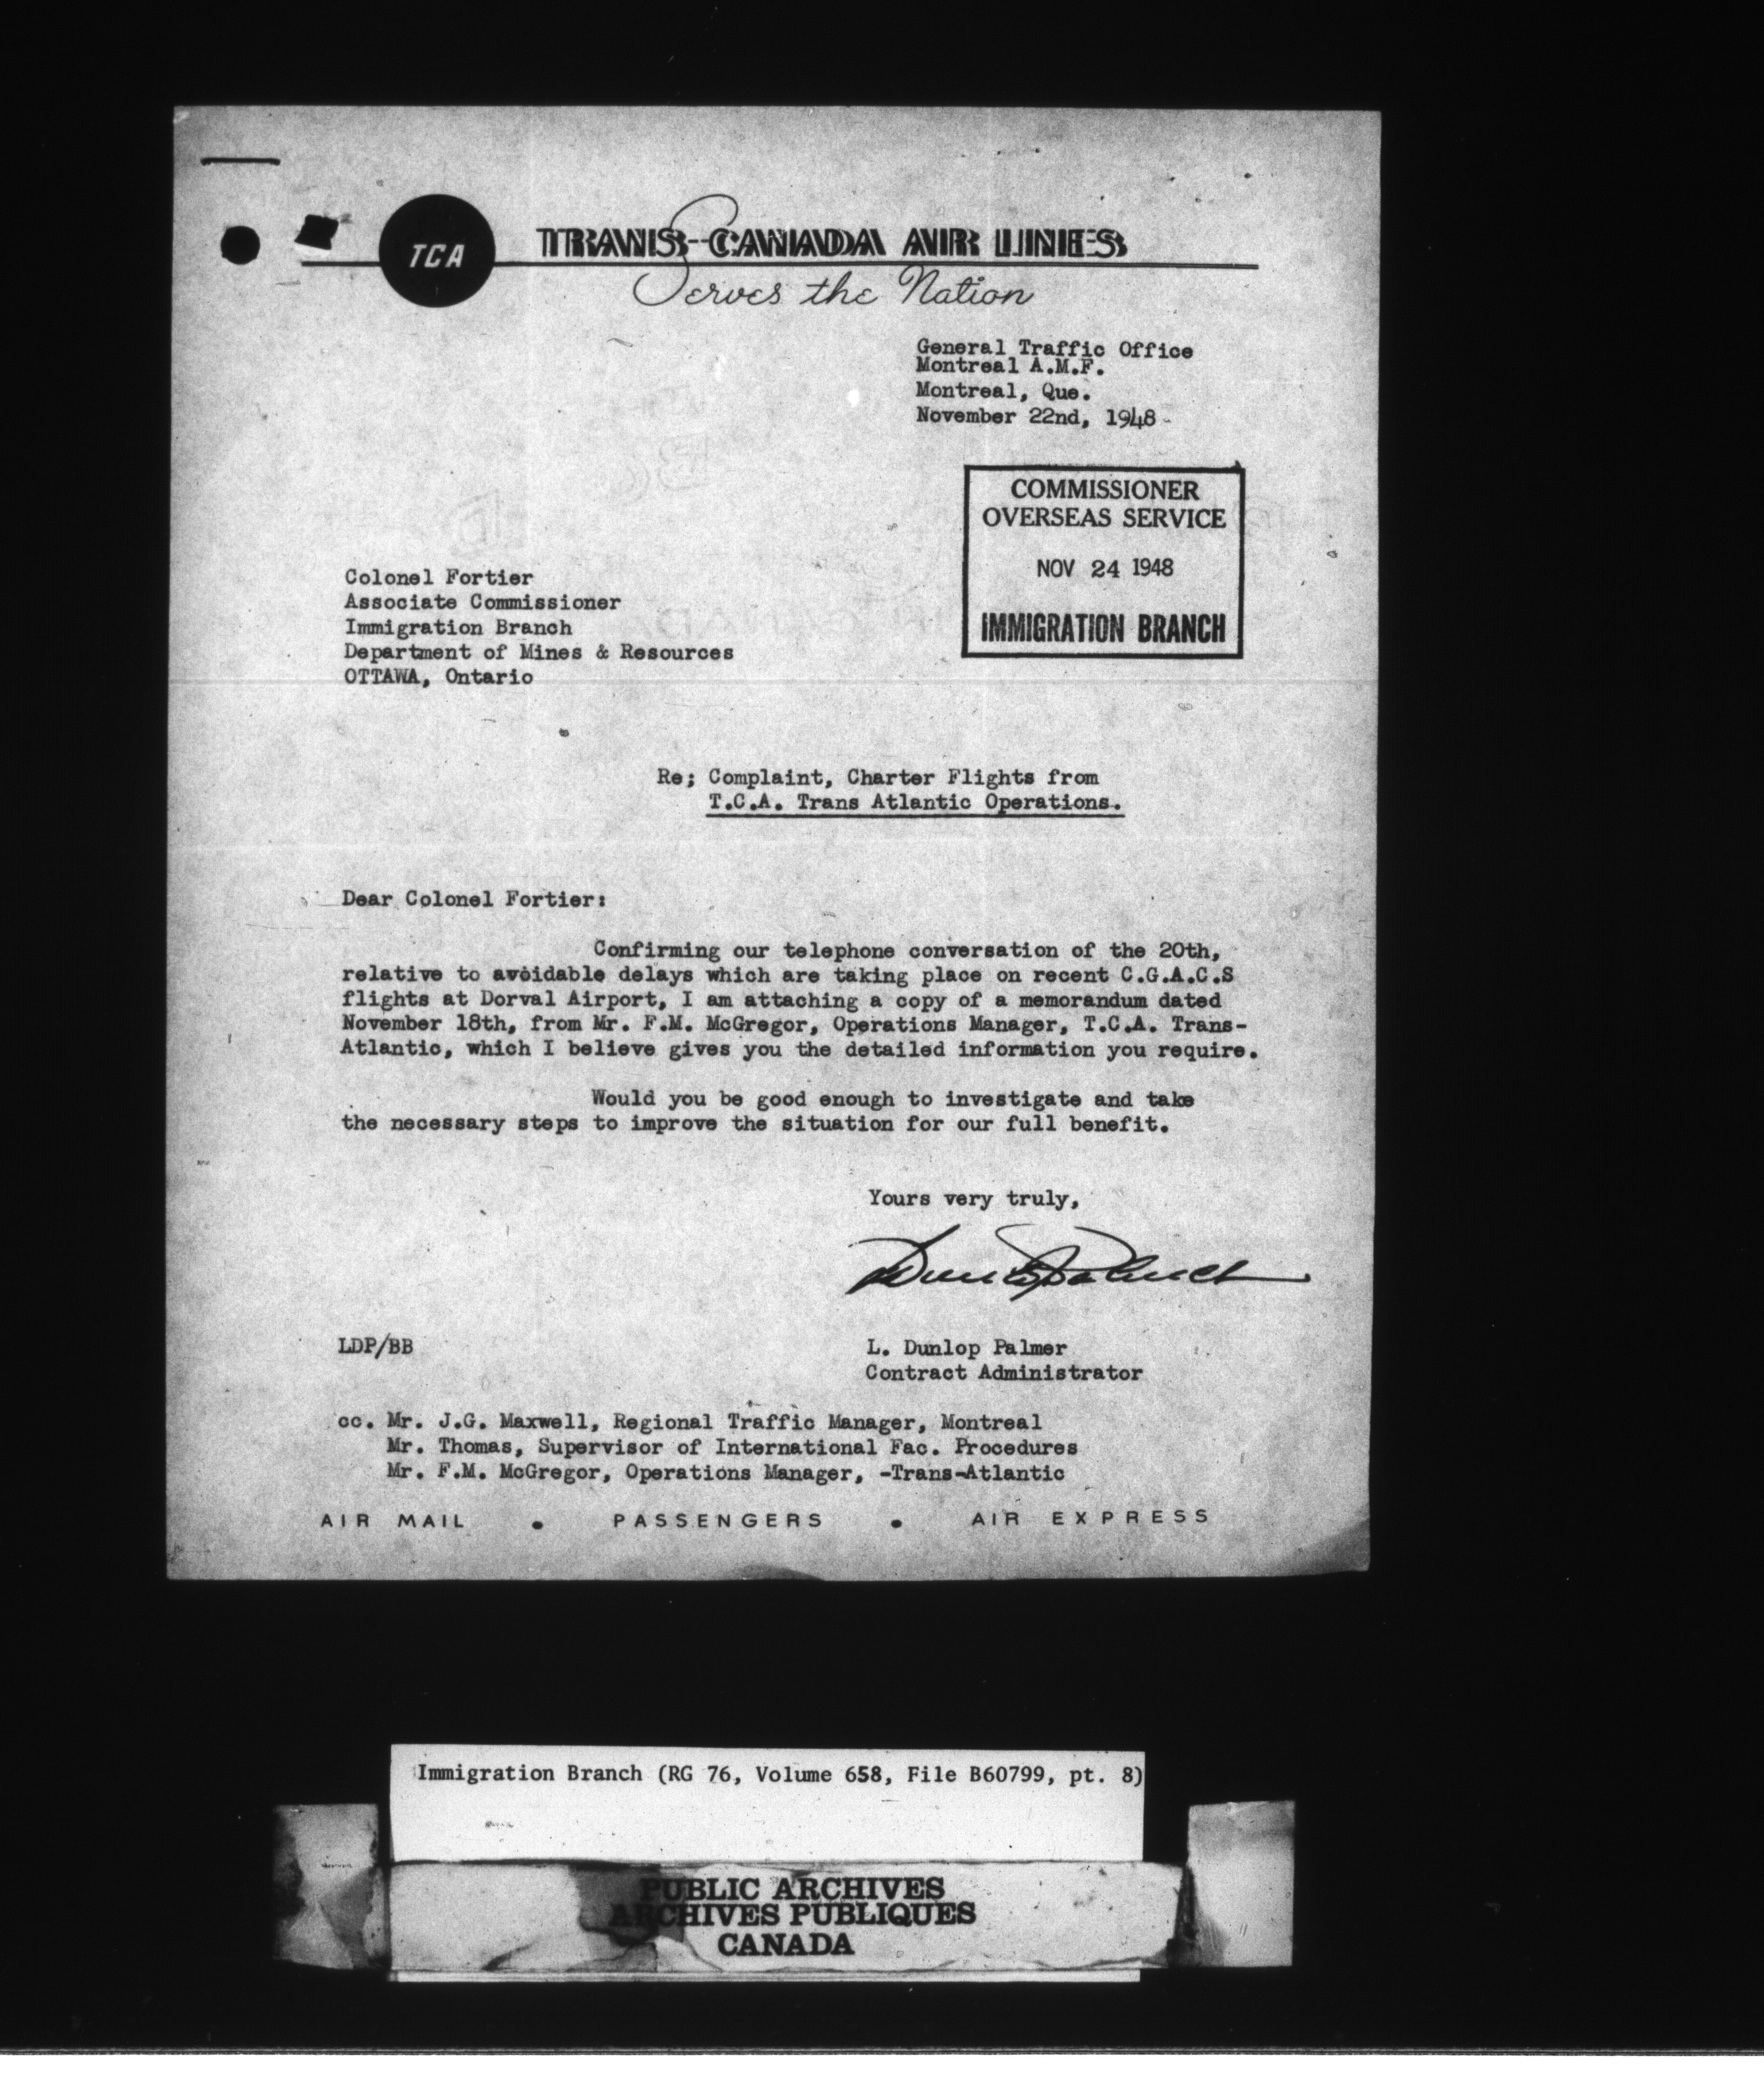 TCA
TRANS-CANADA AIR LINES
Serves the Nation
General Traffic Office
Montreal A.M.F.
Montreal, Que.
November 22nd, 1948
COMMISSIONER
OVERSEAS SERVICE
NOV 24 1948
IMMIGRATION BRANCH
Colonel Fortier
Associate Commissioner
Immigration Branch
Department of Mines & Resources
OTTAWA, Ontario
Re; Complaint, Charter Flights from
T.C.A. Trans Atlantic Operations.
Dear Colonel Fortier:
Confirming our telephone conversation of the 20th,
relative to avoidable delays which are taking place on recent C.G.A.C.S
flights at Dorval Airport, I am attaching a copy of a memorandum dated
November 18th, from Mr. F.M. McGregor, Operations Manager, T.C.A. Trans-
Atlantic, which I believe gives you the detailed information you require.
Would you be good enough to investigate and take
the necessary steps to improve the situation for our full benefit.
Yours very truly,
Dunlop Palmer
LDP/BB
L. Dunlop Palmer
Contract Administrator
cc. Mr. J.G. Maxwell, Regional Traffic Manager, Montreal
Mr. Thomas, Supervisor of International Fac. Procedures
Mr. F.M. McGregor, Operations Manager, -Trans-Atlantic
AIR MAIL • PASSENGERS • AIR EXPRESS
Immigration Branch (RG 76, Volume 658, File B60799, pt. 8)
PUBLIC ARCHIVES
ARCHIVES PUBLIQUES
CANADA